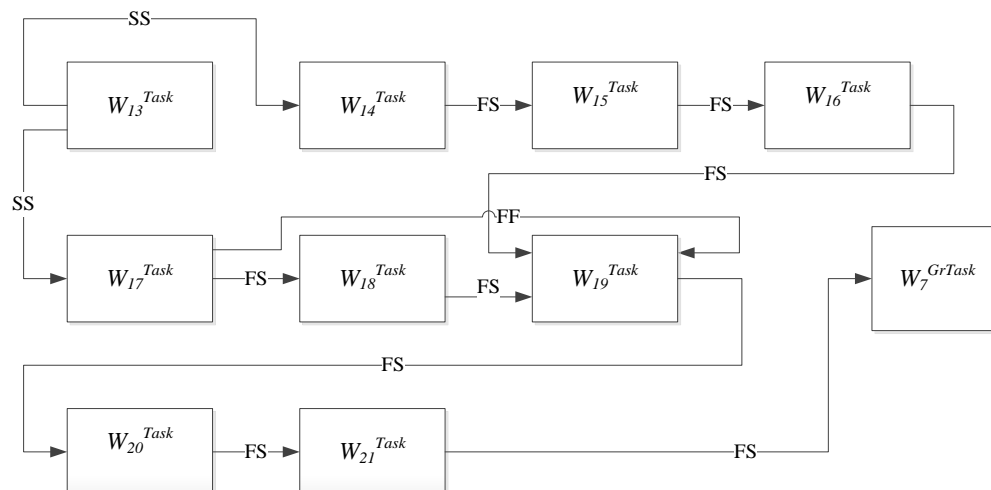 SS
W13Task
W14Task
FS
W15Task
FS
W16Task
FS
SS
FF
W17Task
FS
W18Task
FS
W19Task
W7GrTask
FS
W20Task
FS
W21Task
FS